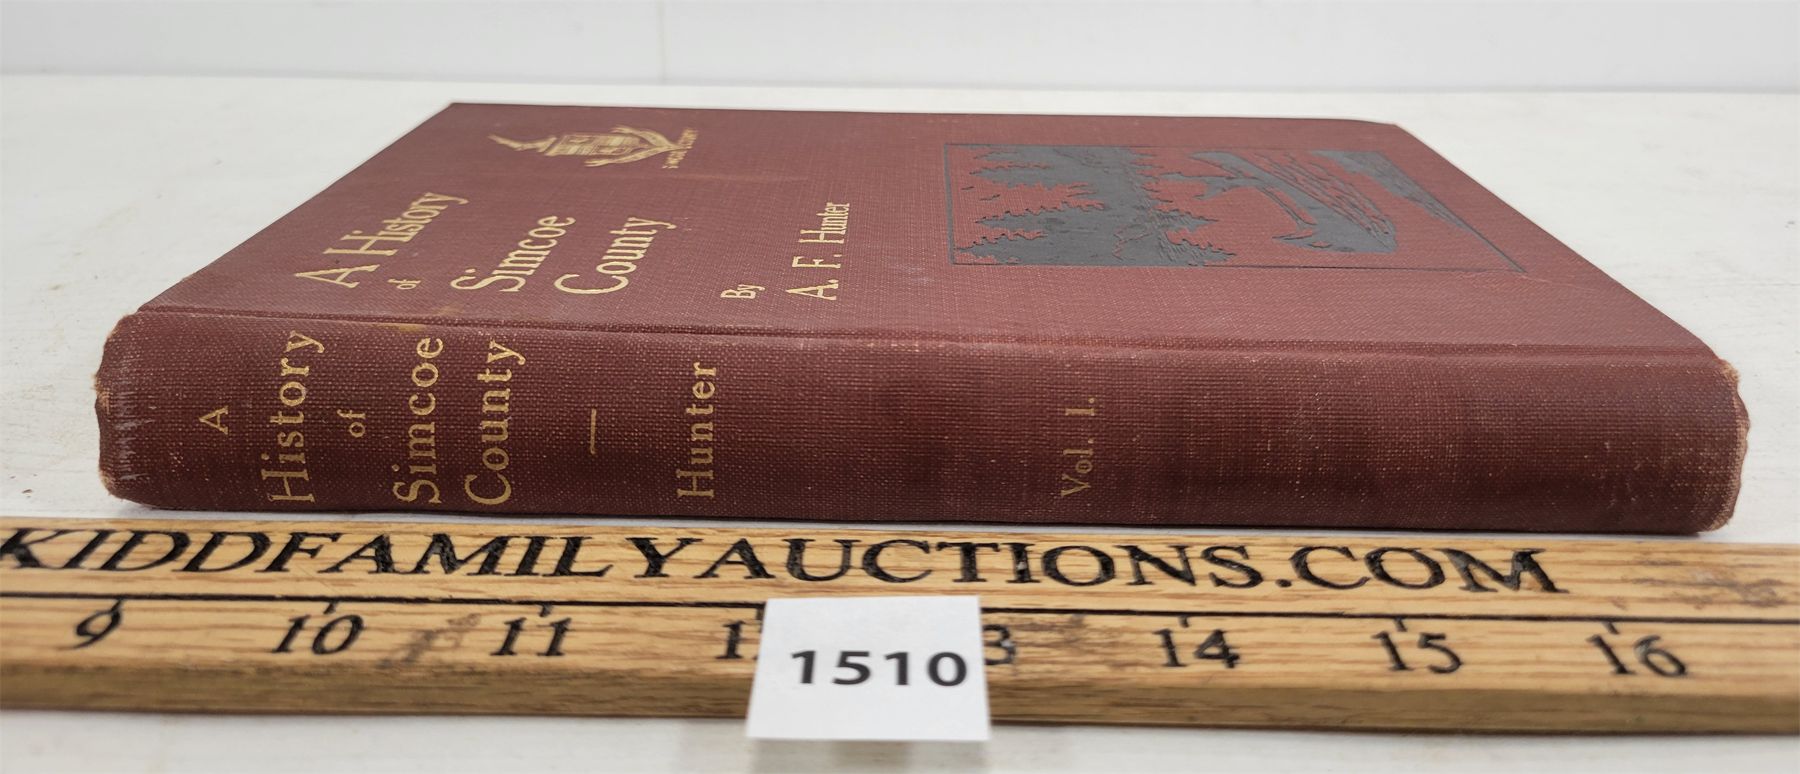 A History
of
Simcoe
County
By
A. F. Hunter
A
History
of
Simcoe
County
Hunter
Vol. I.
KIDDFAMILYAUCTIONS.COM
9 10 11 14 15 16
1510